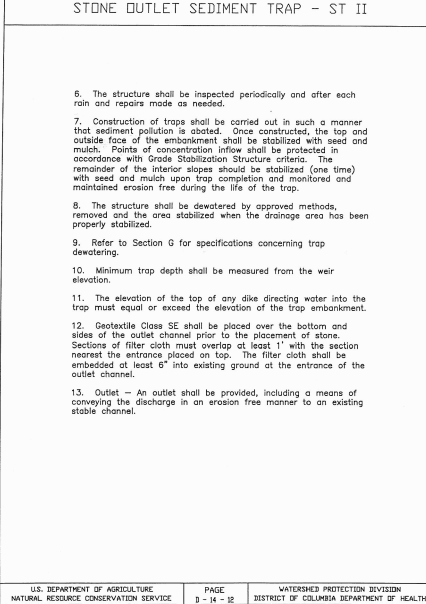 STONE OUTLET SEDIMENT TRAP - ST II
6. The structure shall be inspected periodically and after each
rain and repairs made as needed.
7. Construction of traps shall be carried out in such a manner
that sediment pollution is abated. Once constructed, the top and
outside face of the embankment shall be stabilized with seed and
mulch. Points of concentration inflow shall be protected in
accordance with Grade Stabilization Structure criteria. The
remainder of the interior slopes should be stabilized (one time)
with seed and mulch upon trap completion and monitored and
maintained erosion free during the life of the trap.
8. The structure shall be dewatered by approved methods,
removed and the area stabilized when the drainage area has been
properly stabilized.
9. Refer to Section G for specifications concerning trap
dewatering.
10. Minimum trap depth shall be measured from the weir
elevation.
11. The elevation of the top of any dike directing water into the
trap must equal or exceed the elevation of the trap embankment.
12. Geotextile Class SE shall be placed over the bottom and
sides of the outlet channel prior to the placement of stone.
Sections of filter cloth must overlap at least 1' with the section
nearest the entrance placed on top. The filter cloth shall be
embedded at least 6" into existing ground at the entrance of the
outlet channel.
13. Outlet – An outlet shall be provided, including a means of
conveying the discharge in an erosion free manner to an existing
stable channel.
U.S. DEPARTMENT OF AGRICULTURE
NATURAL RESOURCE CONSERVATION SERVICE
PAGE
D - 14 - 12
WATERSHED PROTECTION DIVISION
DISTRICT OF COLUMBIA DEPARTMENT OF HEALTH